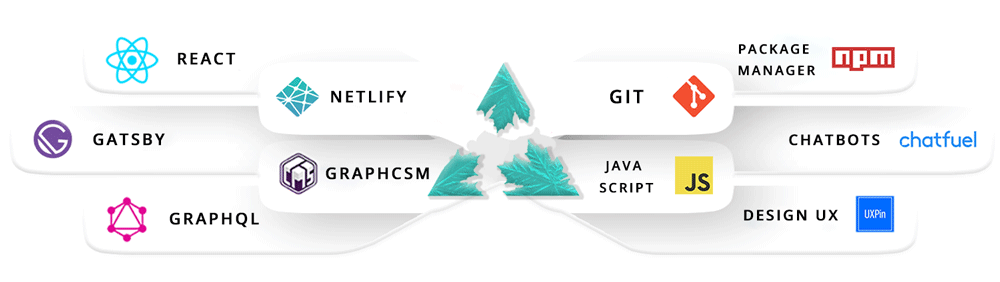 REACT
NETLIFY
GATSBY
GRAPHCSM
GRAPHQL
GIT
PACKAGE
MANAGER
npm
JAVA
SCRIPT
JS
CHATBOTS
chatfuel
DESIGN UX
UXPin